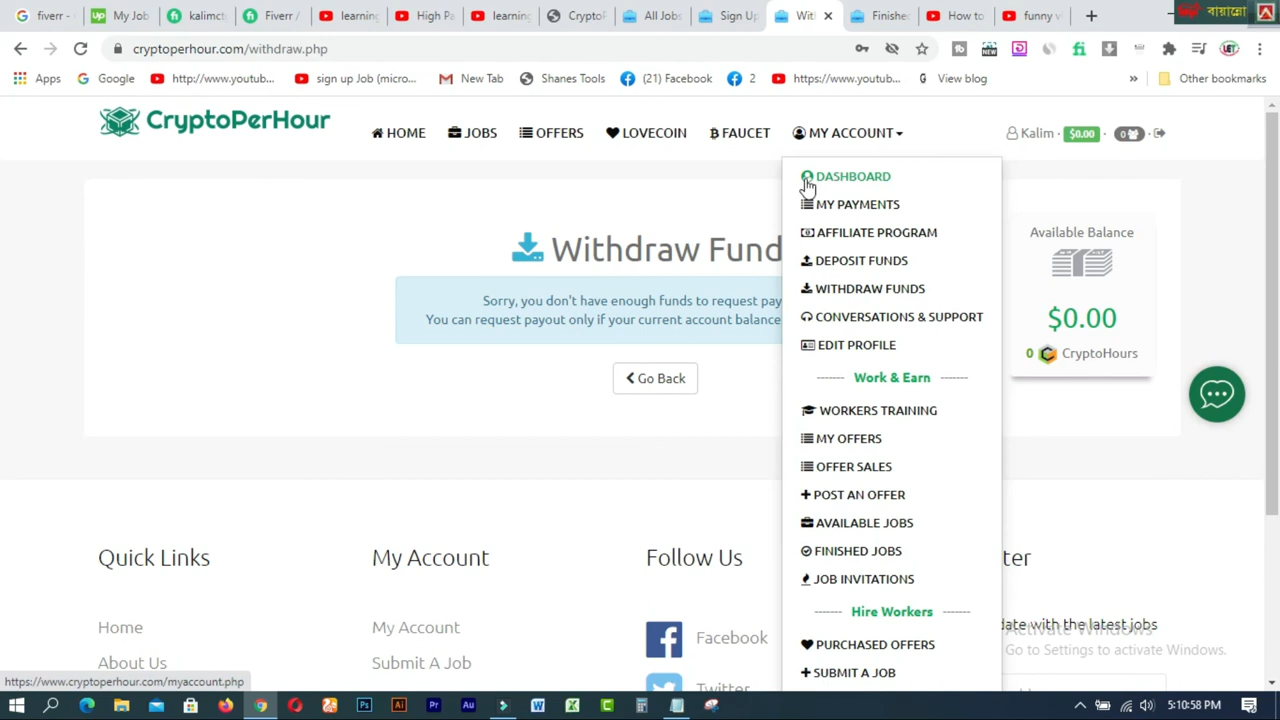 fiverr -
Up
My Job
kalimct
Fiverr /
learning
High Pa
learning
CryptoP
All Jobs
Sign Up
Wit
Finishe
How to
funny v
বায়ান্নো
cryptoperhour.com/withdraw.php
Apps
Google
http://www.youtub...
sign up Job (micro...
New Tab
Shanes Tools
(21) Facebook
2
https://www.youtub...
View blog
»
Other bookmarks
CryptoPerHour
HOME
JOBS
OFFERS
LOVECOIN
FAUCET
MY ACCOUNT
Kalim · $0.00 · 0 ·
DASHBOARD
MY PAYMENTS
AFFILIATE PROGRAM
DEPOSIT FUNDS
WITHDRAW FUNDS
CONVERSATIONS & SUPPORT
EDIT PROFILE
------- Work & Earn -------
WORKERS TRAINING
MY OFFERS
OFFER SALES
POST AN OFFER
AVAILABLE JOBS
FINISHED JOBS
JOB INVITATIONS
------- Hire Workers -------
PURCHASED OFFERS
SUBMIT A JOB
Withdraw Fund
Sorry, you don't have enough funds to request pay
You can request payout only if your current account balance
Go Back
Available Balance
$0.00
0 CryptoHours
Quick Links
Home
About Us
My Account
My Account
Submit A Job
Follow Us
Facebook
Twitter
ter
date with the latest jobs
Activate Windows
Go to Settings to activate Windows.
https://www.cryptoperhour.com/myaccount.php
5:10:58 PM